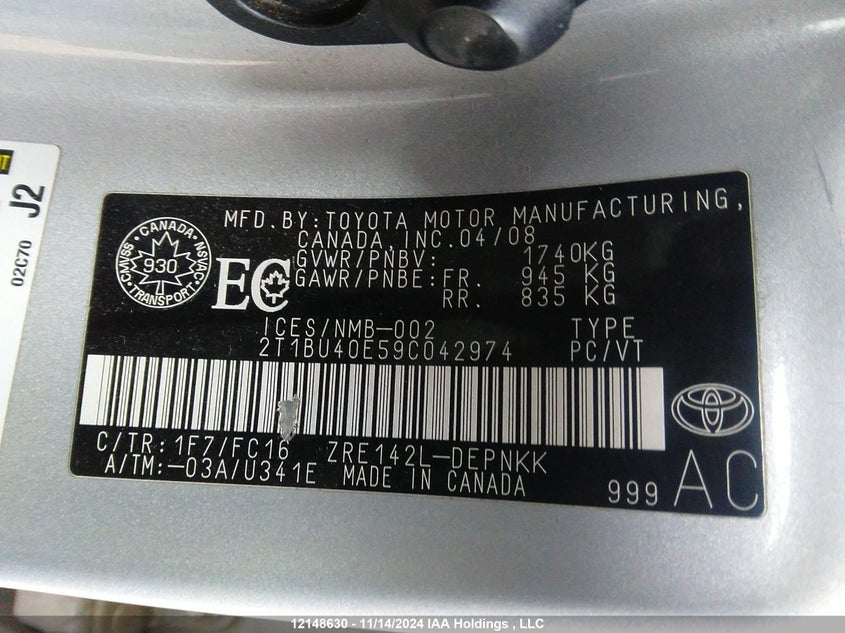 J2
02C70
CANADA
CMVSS
NSVAC
930
TRANSPORT
EC
MFD.BY:TOYOTA MOTOR MANUFACTURING,
CANADA,INC.04/08
GVWR/PNBV: 1740KG
GAWR/PNBE:FR. 945 KG
RR. 835 KG
ICES/NMB-002 TYPE
2T1BU40E59C042974 PC/VT
C/TR:1F7/FC16 ZRE142L-DEPNKK
A/TM:-03A/U341E MADE IN CANADA
999 AC
12148630 - 11/14/2024 IAA Holdings , LLC